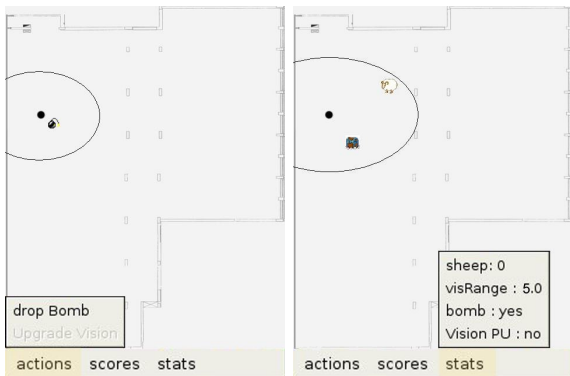 drop Bomb
Upgrade Vision
actions scores stats
sheep: 0
visRange : 5.0
bomb : yes
Vision PU : no
actions scores stats